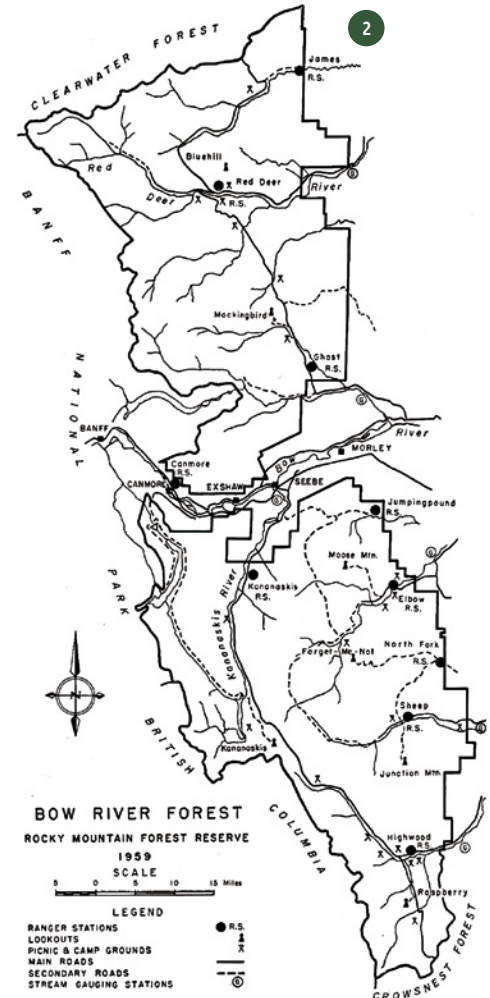 2
CLEARWATER FOREST
James
R.S.
Bluehill
Red Deer
R.S.
Red Deer River
BANFF
NATIONAL
PARK
Mockingbird
Ghost
R.S.
G
G
BANFF
Canmore
R.S.
CANMORE
EXSHAW
SEEBE
MORLEY
Bow River
G
Jumpingpound
R.S.
Moose Mtn.
G
Kananaskis
R.S.
Kananaskis River
Elbow
R.S.
Forget-Me-Not
L.A.
North Fork
R.S.
Sheep
R.S.
G
Junction Mtn.
Kananaskis
BRITISH
COLUMBIA
Highwood
R.S.
G
Raspberry
CROWSNEST FOREST
N
BOW RIVER FOREST
ROCKY MOUNTAIN FOREST RESERVE
1959
SCALE
5 0 5 10 15 Miles
LEGEND
RANGER STATIONS R.S.
LOOKOUTS
PICNIC & CAMP GROUNDS
MAIN ROADS
SECONDARY ROADS
STREAM GAUGING STATIONS G